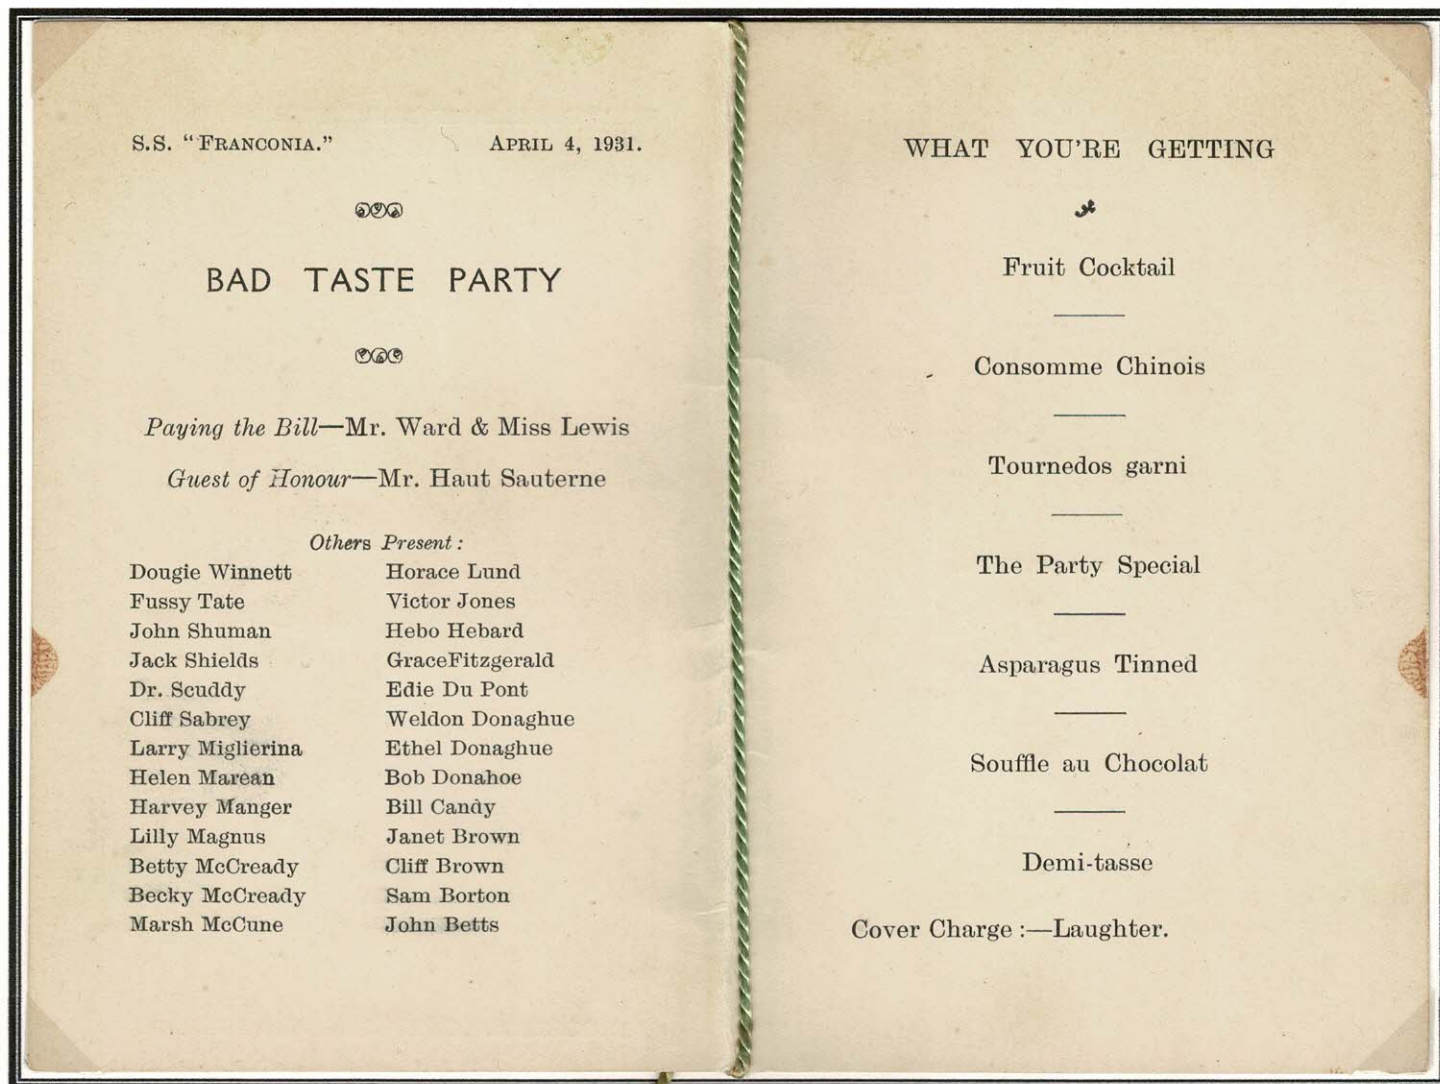 S.S. "FRANCONIA." APRIL 4, 1931.
BAD TASTE PARTY
Paying the Bill—Mr. Ward & Miss Lewis
Guest of Honour—Mr. Haut Sauterne
Others Present :
Dougie Winnett
Fussy Tate
John Shuman
Jack Shields
Dr. Scuddy
Cliff Sabrey
Larry Miglierina
Helen Marean
Harvey Manger
Lilly Magnus
Betty McCready
Becky McCready
Marsh McCune
Horace Lund
Victor Jones
Hebo Hebard
GraceFitzgerald
Edie Du Pont
Weldon Donaghue
Ethel Donaghue
Bob Donahoe
Bill Candy
Janet Brown
Cliff Brown
Sam Borton
John Betts
WHAT YOU'RE GETTING
Fruit Cocktail
Consomme Chinois
Tournedos garni
The Party Special
Asparagus Tinned
Souffle au Chocolat
Demi-tasse
Cover Charge :—Laughter.